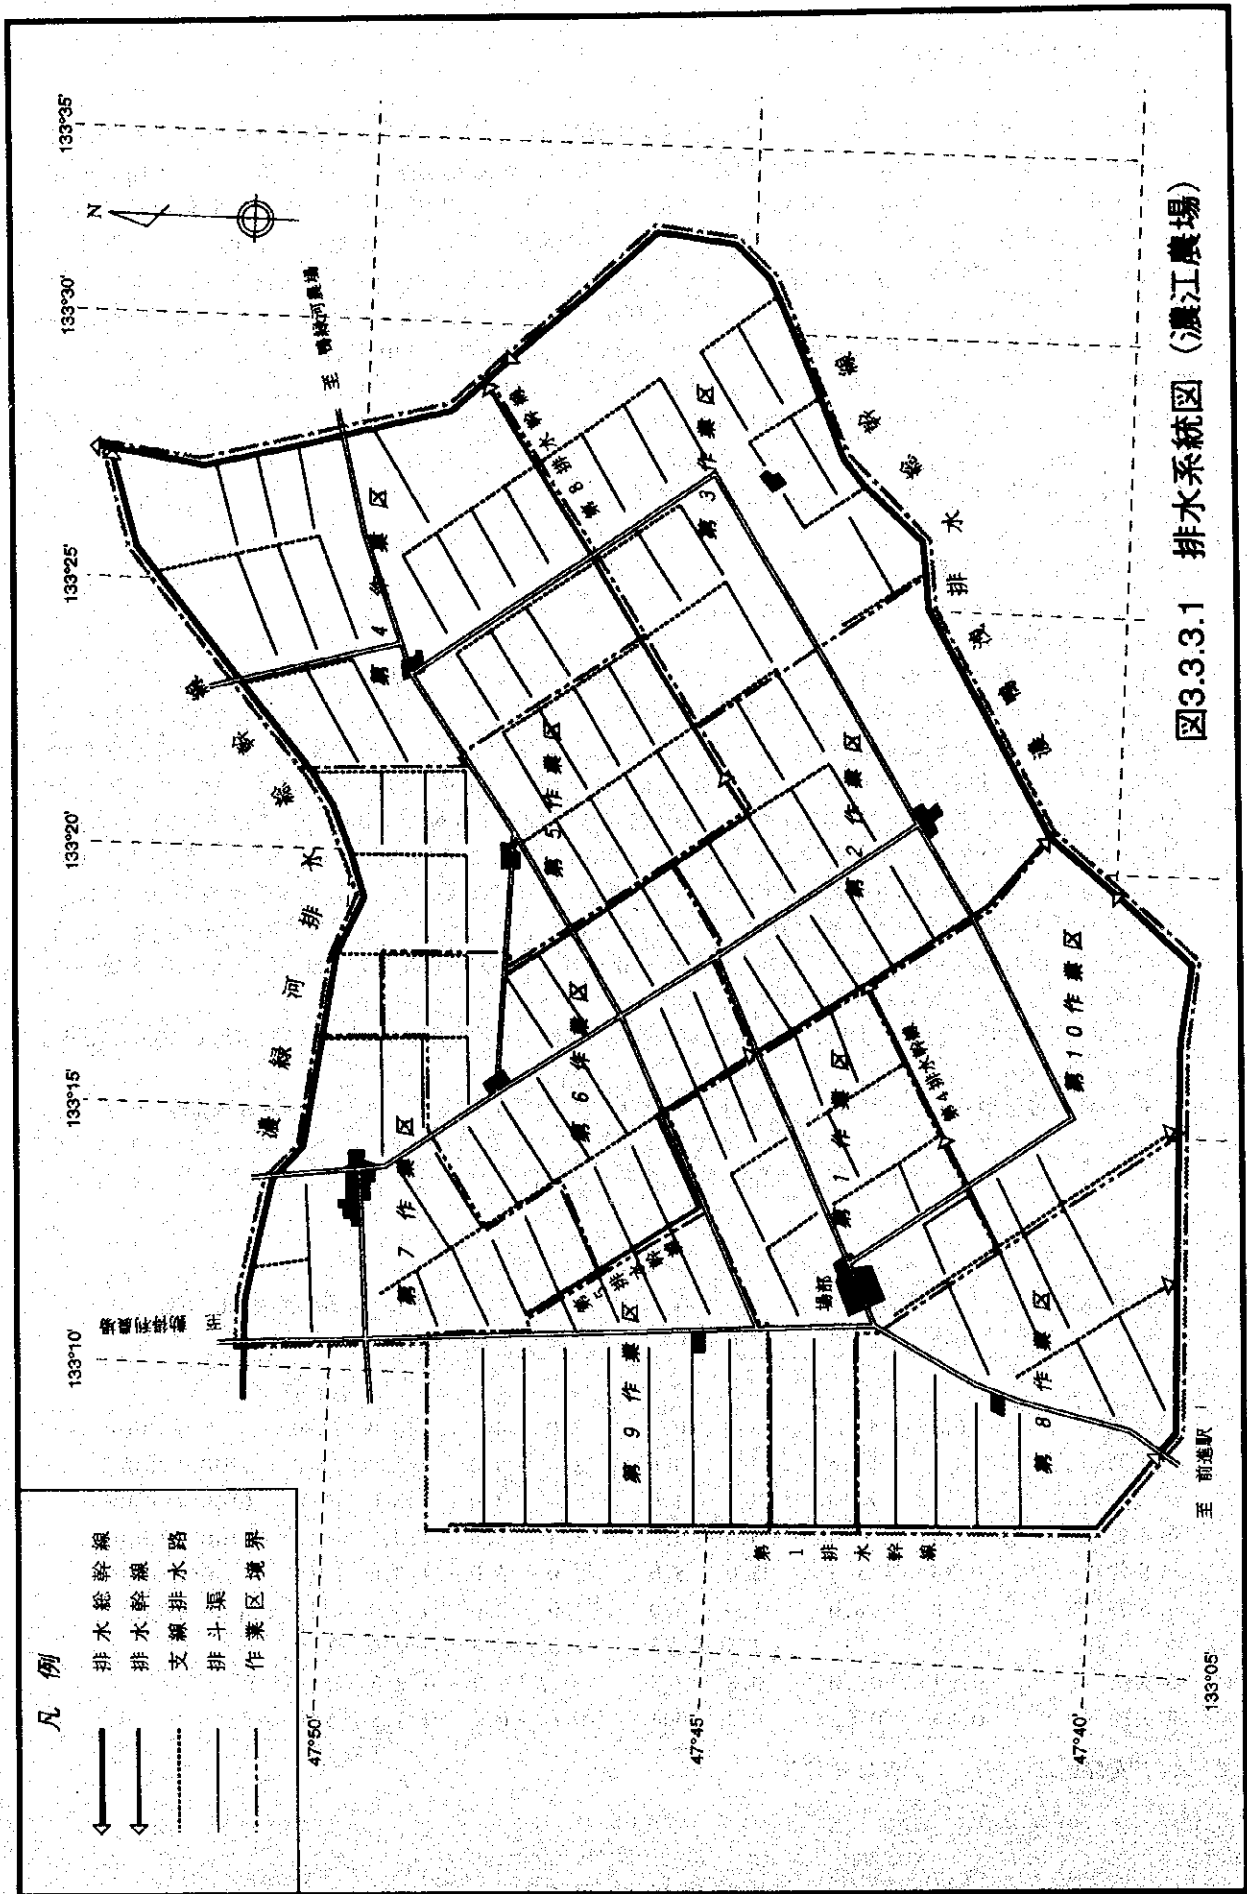 凡 例
排水総幹線
排水幹線
支線排水路
排斗渠
作業区境界
133°10'
133°15'
133°20'
133°25'
133°30'
133°35'
N
至 勤得利農場
至 鴨緑河農場
濃緑河排水総幹線
47°50'
47°45'
47°40'
第7作業区
第4作業区
第5作業区
第6作業区
第9作業区
第3作業区
第2作業区
第1作業区
第10作業区
第8作業区
第8排水幹線
第5排水幹線
第4排水幹線
第1排水幹線
場部
濃鴨排水総幹線
至 前進駅
133°05'
図3.3.3.1 排水系統図(濃江農場)